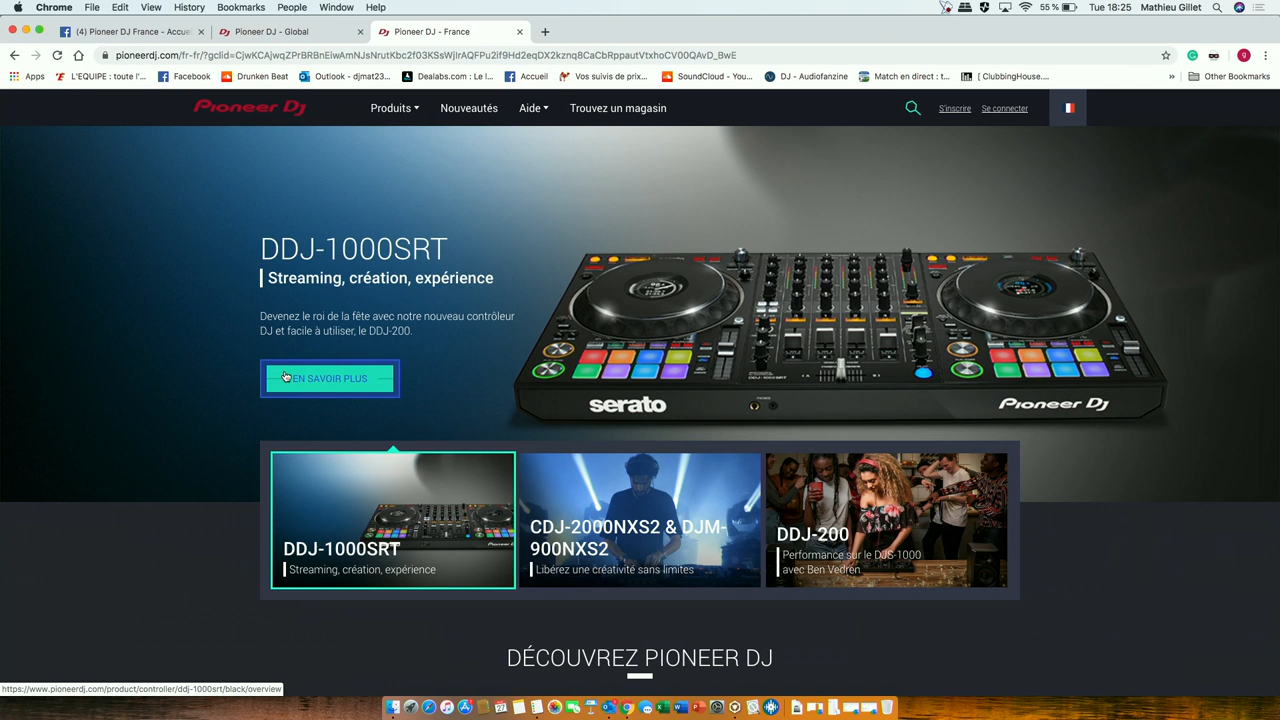 Chrome File Edit View History Bookmarks People Window Help 55 % Tue 18:25 Mathieu Gillet
(4) Pioneer DJ France - Accue Pioneer DJ - Global Pioneer DJ - France
pioneerdj.com/fr-fr/?gclid=CjwKCAjwqZPrBRBnEiwAmNJsNrutKbc2f03KSsWjIrAQFPu2if9Hd2eqDX2kznq8CaCbRppautVtxhoCV00QAvD_BwE
Apps L'EQUIPE : toute l'... Facebook Drunken Beat Outlook - djmat23... Dealabs.com : Le l... Accueil Vos suivis de prix... SoundCloud - You... DJ - Audiofanzine Match en direct : t... [ ClubbingHouse.... » Other Bookmarks
Pioneer Dj Produits Nouveautés Aide Trouvez un magasin S'inscrire Se connecter
DDJ-1000SRT
Streaming, création, expérience
Devenez le roi de la fête avec notre nouveau contrôleur
DJ et facile à utiliser, le DDJ-200.
EN SAVOIR PLUS
serato Pioneer Dj
DDJ-1000SRT
Streaming, création, expérience
CDJ-2000NXS2 & DJM-
900NXS2
Libérez une créativité sans limites
DDJ-200
Performance sur le DJS-1000
avec Ben Vedren
DÉCOUVREZ PIONEER DJ
https://www.pioneerdj.com/product/controller/ddj-1000srt/black/overview